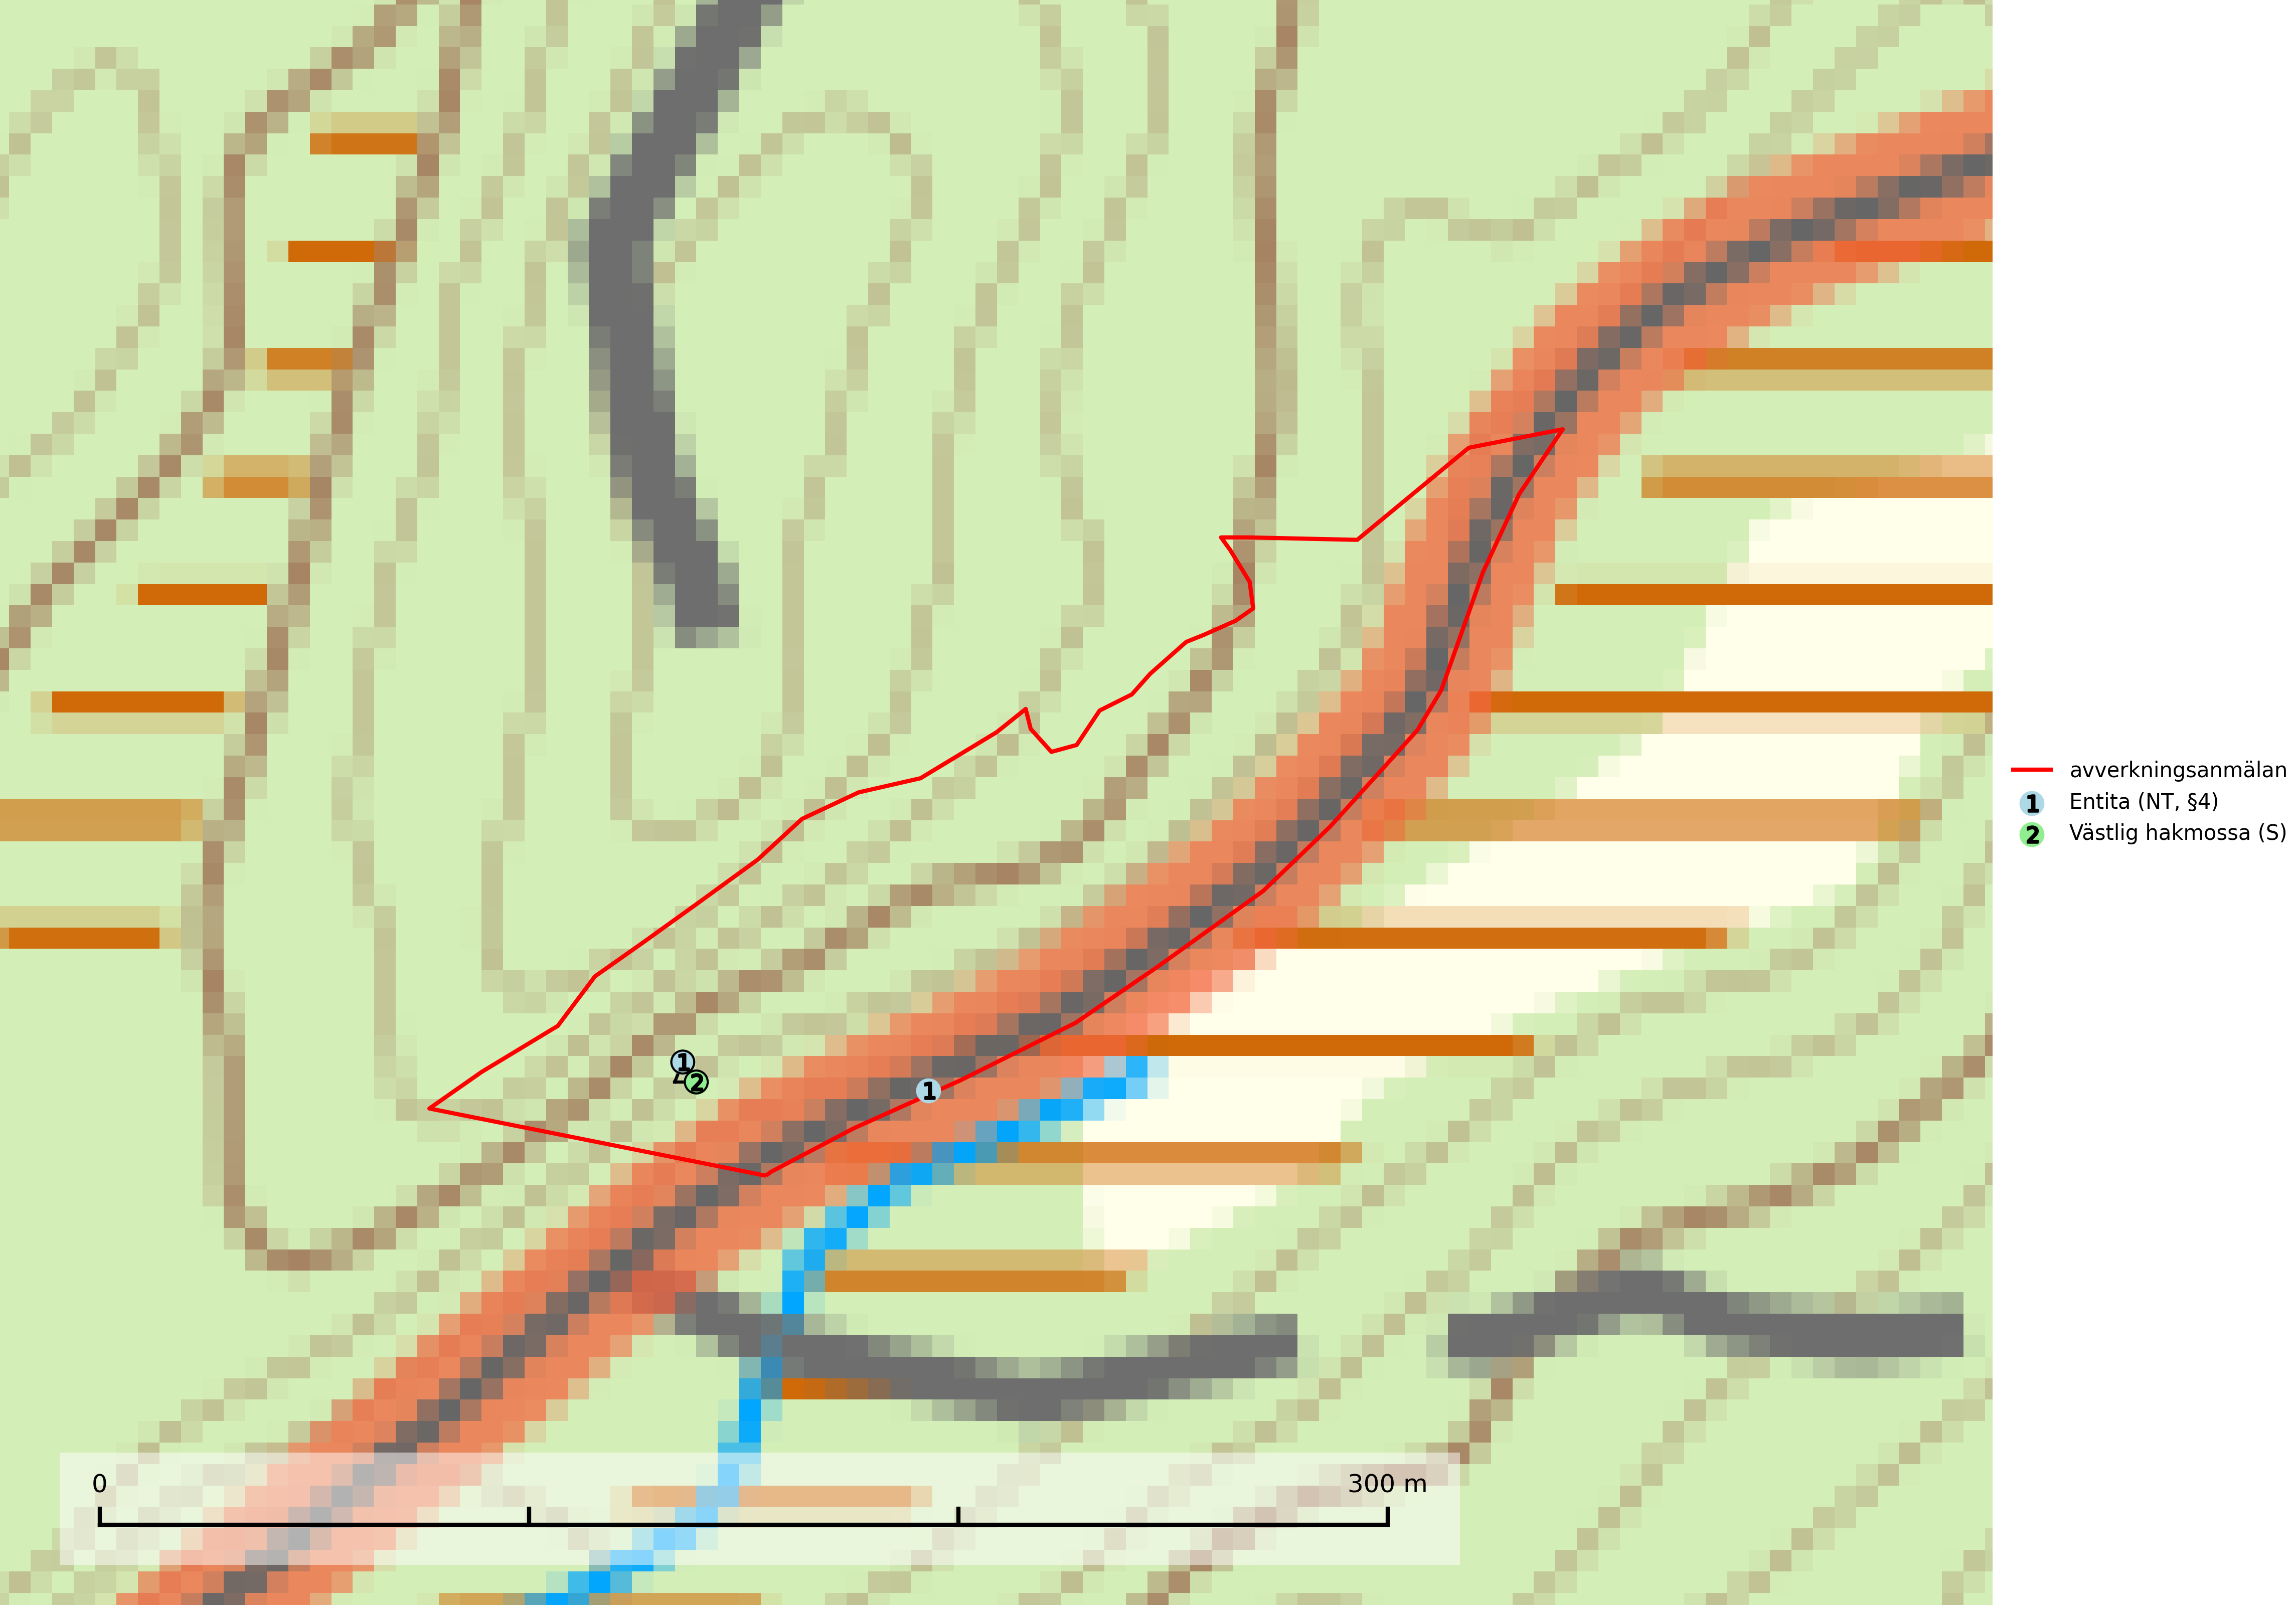 1
2
1
0
300 m
avverkningsanmälan
1 Entita (NT, §4)
2 Västlig hakmossa (S)